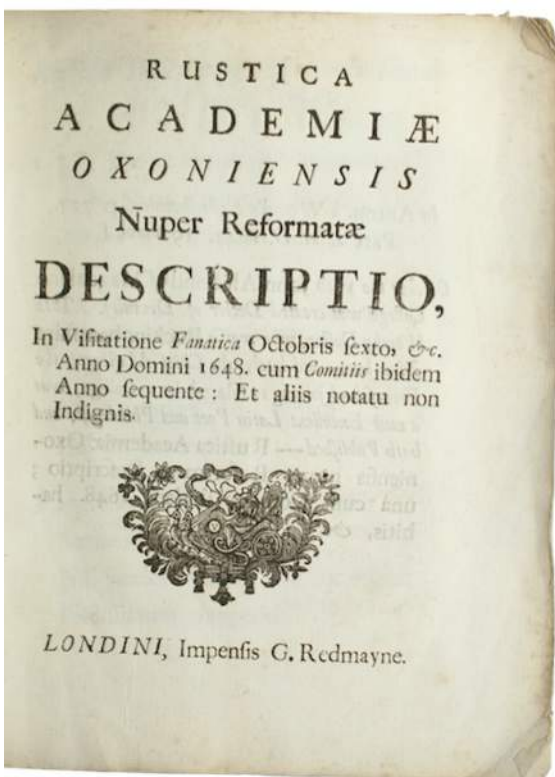 RUSTICA
ACADEMIÆ
OXONIENSIS
Nuper Reformatæ
DESCRIPTIO,
In Viſitatione Fanatica Octobris ſexto, &c.
Anno Domini 1648. cum Comitiis ibidem
Anno ſequente : Et aliis notatu non
Indignis.
LONDINI, Impenſis G. Redmayne.